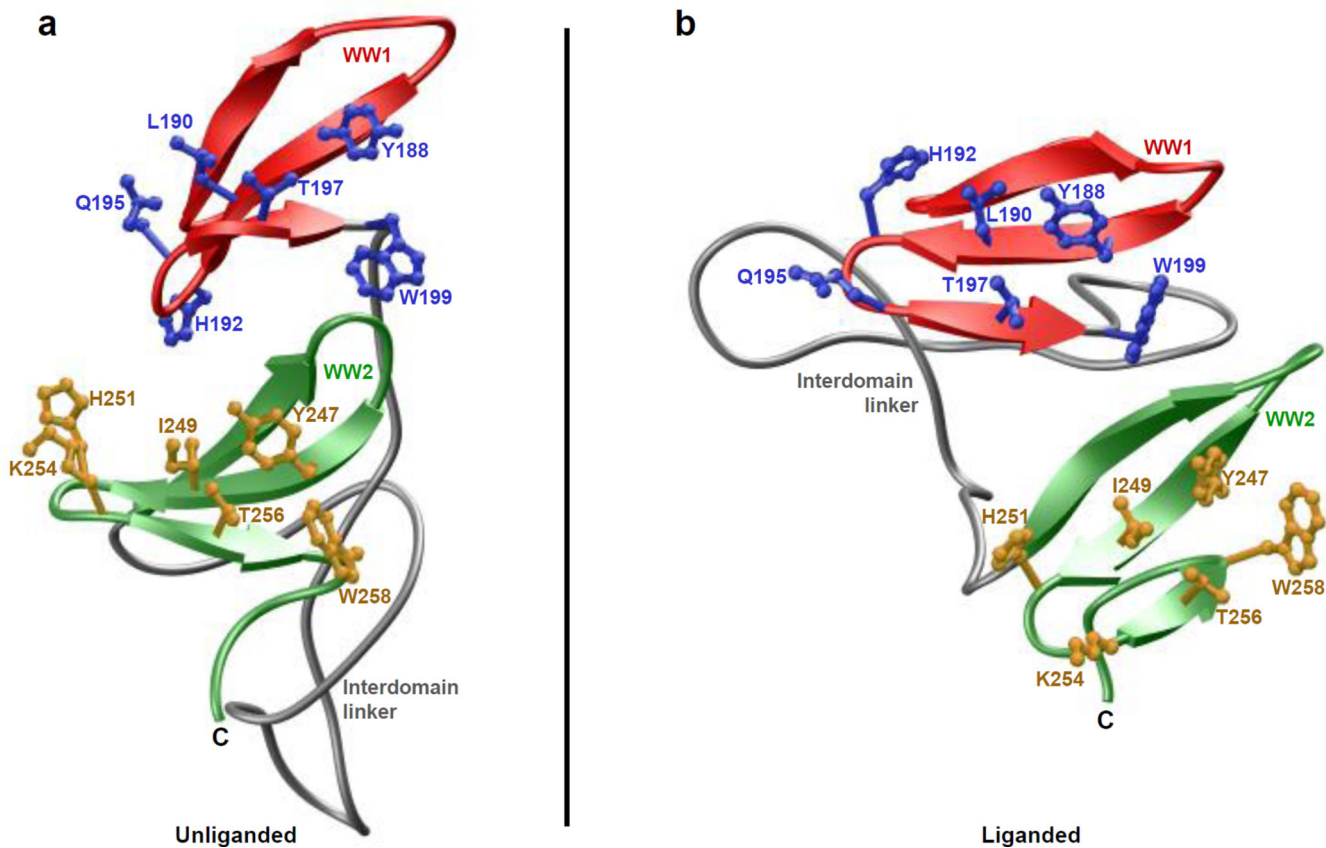 a
WW1
L190
Y188
T197
Q195
W199
H192
WW2
H251
I249
Y247
K254
T256
W258
Interdomain
linker
C
Unliganded
b
H192
WW1
Y188
L190
Q195
T197
W199
Interdomain
linker
WW2
Y247
I249
H251
W258
T256
K254
C
Liganded